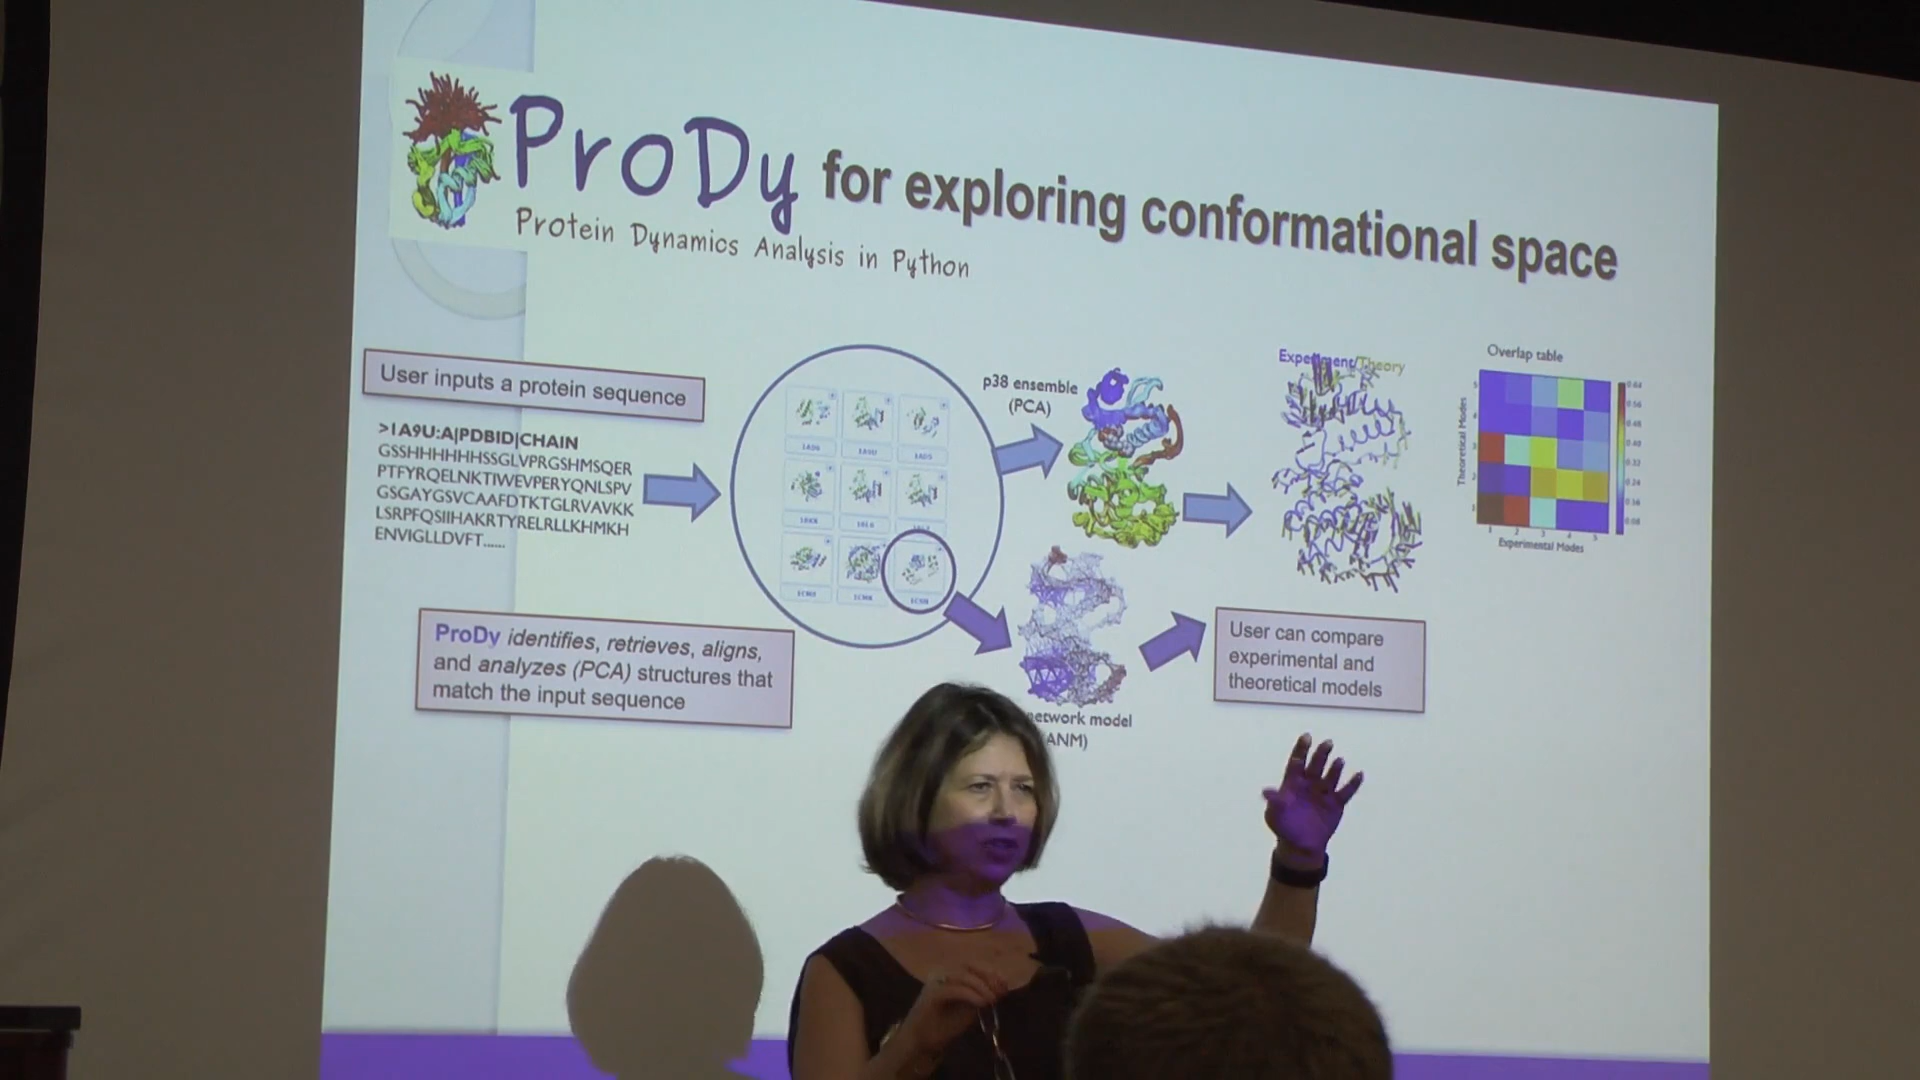 ProDy for exploring conformational space
Protein Dynamics Analysis in Python
User inputs a protein sequence
>1A9U:A|PDBID|CHAIN
GSSHHHHHHSSGLVPRGSHMSQER
PTFYRQELNKTIWEVPERYQNLSPV
GSGAYGSVCAAFDTKTGLRVAVKK
LSRPFQSIIHAKRTYRELRLLKHMKH
ENVIGLLDVFT......
ProDy identifies, retrieves, aligns,
and analyzes (PCA) structures that
match the input sequence
p38 ensemble
(PCA)
network model
ANM)
Experiment/Theory
User can compare
experimental and
theoretical models
Overlap table
Theoretical Modes
Experimental Modes